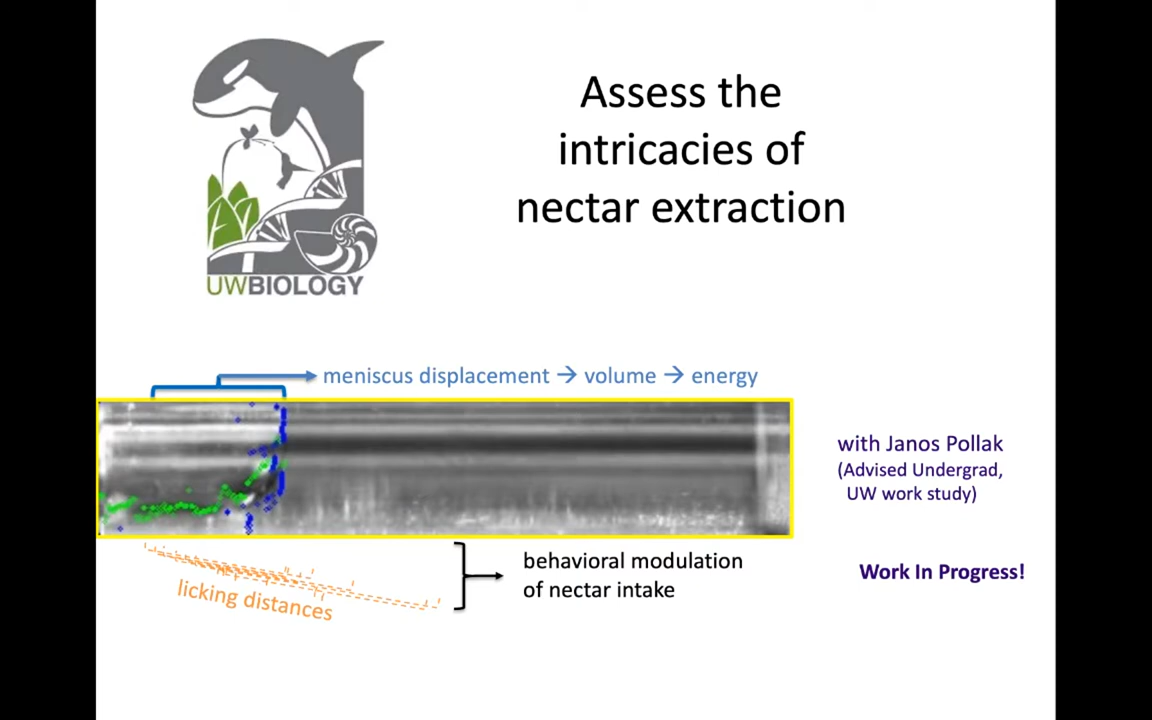 Assess the
intricacies of
nectar extraction
UWBIOLOGY
meniscus displacement → volume → energy
with Janos Pollak
(Advised Undergrad,
UW work study)
licking distances
behavioral modulation
of nectar intake
Work In Progress!